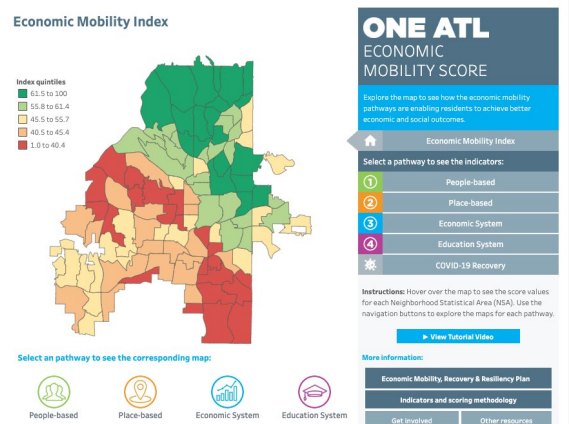 Economic Mobility Index
Index quintiles
61.5 to 100
55.8 to 61.4
45.5 to 55.7
40.5 to 45.4
1.0 to 40.4
Select an pathway to see the corresponding map:
People-based
Place-based
Economic System
Education System
ONE ATL
ECONOMIC
MOBILITY SCORE
Explore the map to see how the economic mobility
pathways are enabling residents to achieve better
economic and social outcomes.
Economic Mobility Index
Select a pathway to see the indicators:
1 People-based
2 Place-based
3 Economic System
4 Education System
COVID-19 Recovery
Instructions: Hover over the map to see the score values
for each Neighborhood Statistical Area (NSA). Use the
navigation buttons to explore the maps for each pathway.
► View Tutorial Video
More information:
Economic Mobility, Recovery & Resiliency Plan
Indicators and scoring methodology
Get involved
Other resources